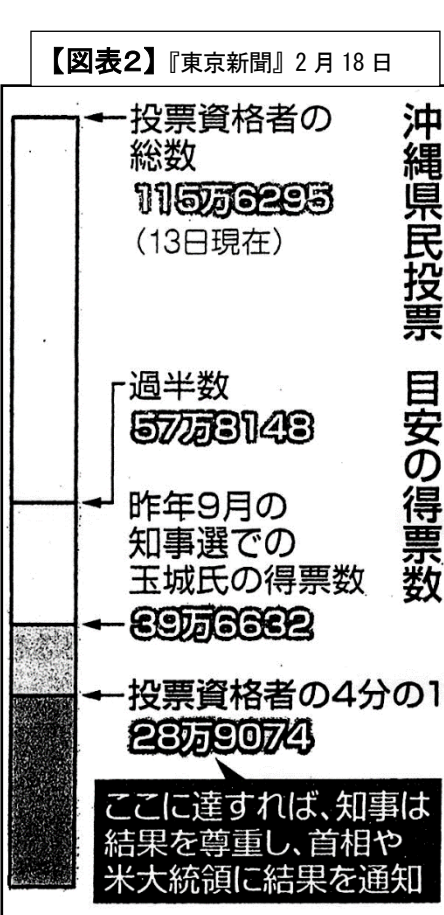 【図表2】『東京新聞』2月18日
沖縄県民投票 目安の得票数
投票資格者の
総数
115万6295
(13日現在)
過半数
57万8148
昨年9月の
知事選での
玉城氏の得票数
39万6632
投票資格者の4分の1
28万9074
ここに達すれば、知事は
結果を尊重し、首相や
米大統領に結果を通知